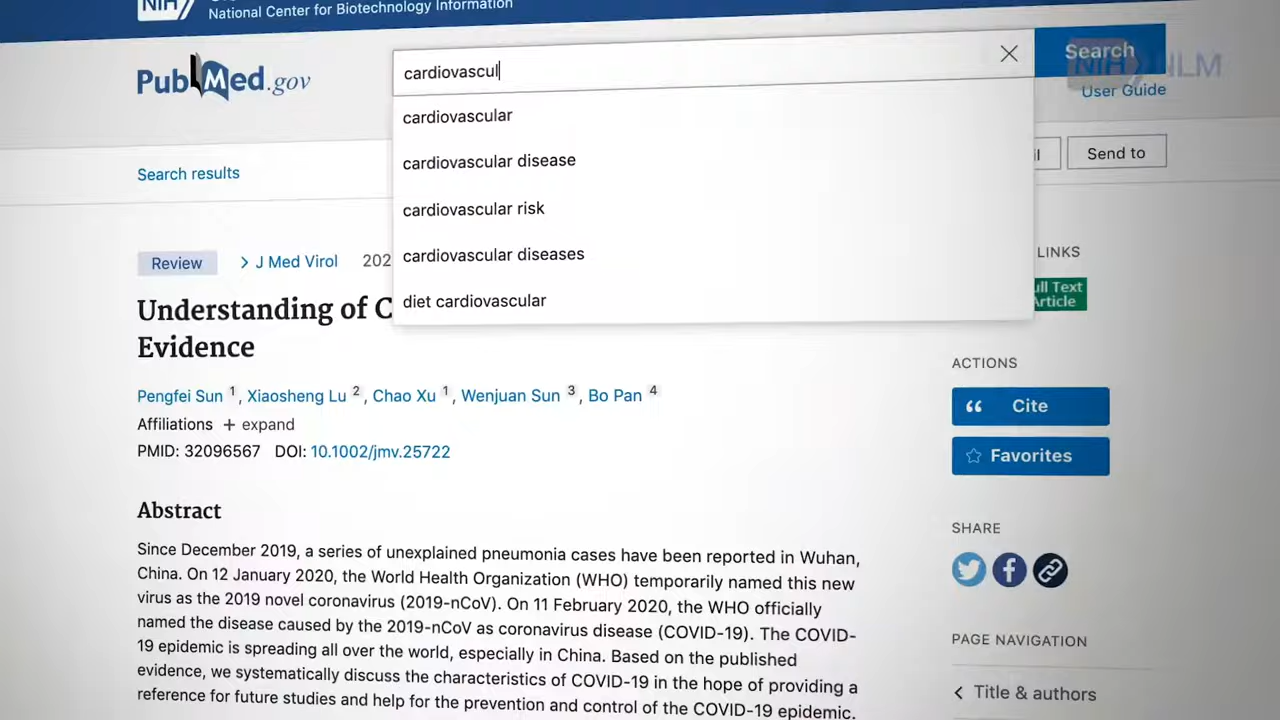 NIH
National Center for Biotechnology Information
PubMed.gov
cardiovascul
Search
NIH NLM
User Guide
cardiovascular
cardiovascular disease
cardiovascular risk
cardiovascular diseases
diet cardiovascular
Send to
Search results
Review
J Med Virol
Understanding of
Evidence
Pengfei Sun 1, Xiaosheng Lu 2, Chao Xu 1, Wenjuan Sun 3, Bo Pan 4
Affiliations + expand
PMID: 32096567 DOI: 10.1002/jmv.25722
Abstract
Since December 2019, a series of unexplained pneumonia cases have been reported in Wuhan,
China. On 12 January 2020, the World Health Organization (WHO) temporarily named this new
virus as the 2019 novel coronavirus (2019-nCoV). On 11 February 2020, the WHO officially
named the disease caused by the 2019-nCoV as coronavirus disease (COVID-19). The COVID-
19 epidemic is spreading all over the world, especially in China. Based on the published
evidence, we systematically discuss the characteristics of COVID-19 in the hope of providing a
reference for future studies and help for the prevention and control of the COVID-19 epidemic.
LINKS
Text
Article
ACTIONS
Cite
Favorites
SHARE
PAGE NAVIGATION
Title & authors